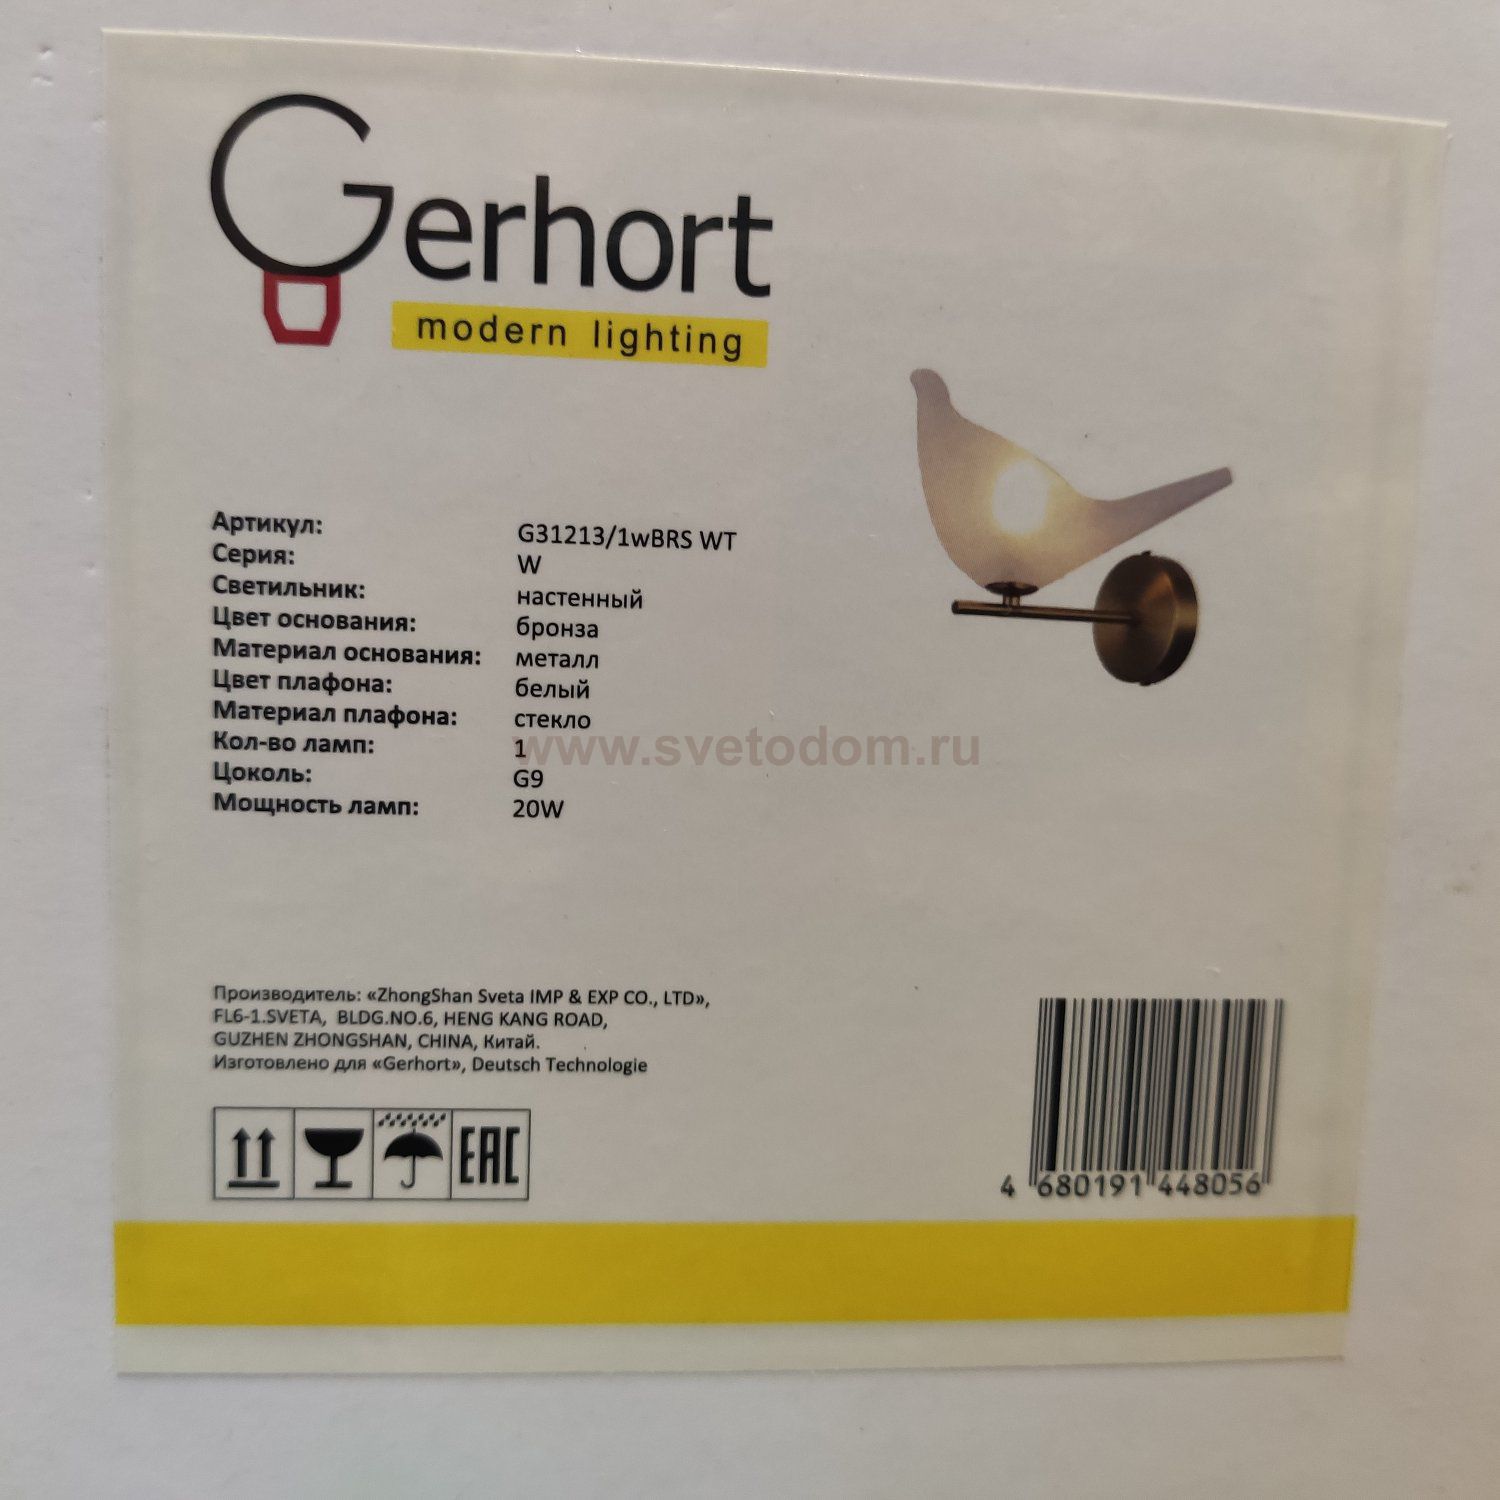 Gerhort
modern lighting
Артикул: G31213/1wBRS WT
Серия: W
Светильник: настенный
Цвет основания: бронза
Материал основания: металл
Цвет плафона: белый
Материал плафона: стекло
Кол-во ламп: 1
www.svetodom.ru
Цоколь: G9
Мощность ламп: 20W
Производитель: «ZhongShan Sveta IMP & EXP CO., LTD»,
FL6-1.SVETA, BLDG.NO.6, HENG KANG ROAD,
GUZHEN ZHONGSHAN, CHINA, Китай.
Изготовлено для «Gerhort», Deutsch Technologie
EAC
4 680191 448056